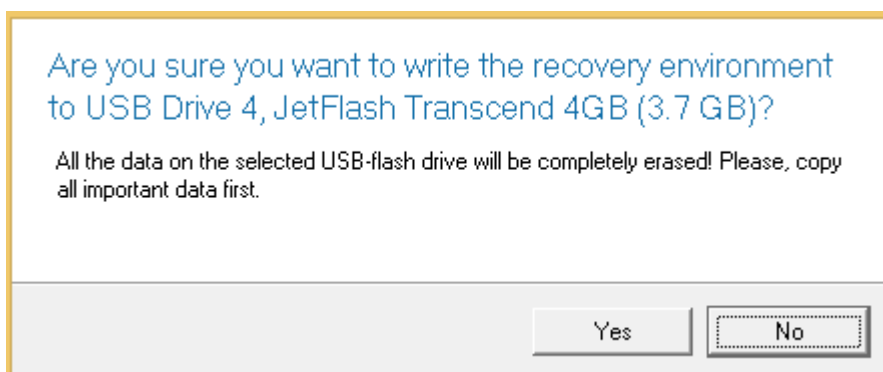 Are you sure you want to write the recovery environment
to USB Drive 4, JetFlash Transcend 4GB (3.7 GB)?
All the data on the selected USB-flash drive will be completely erased! Please, copy
all important data first.
Yes
No